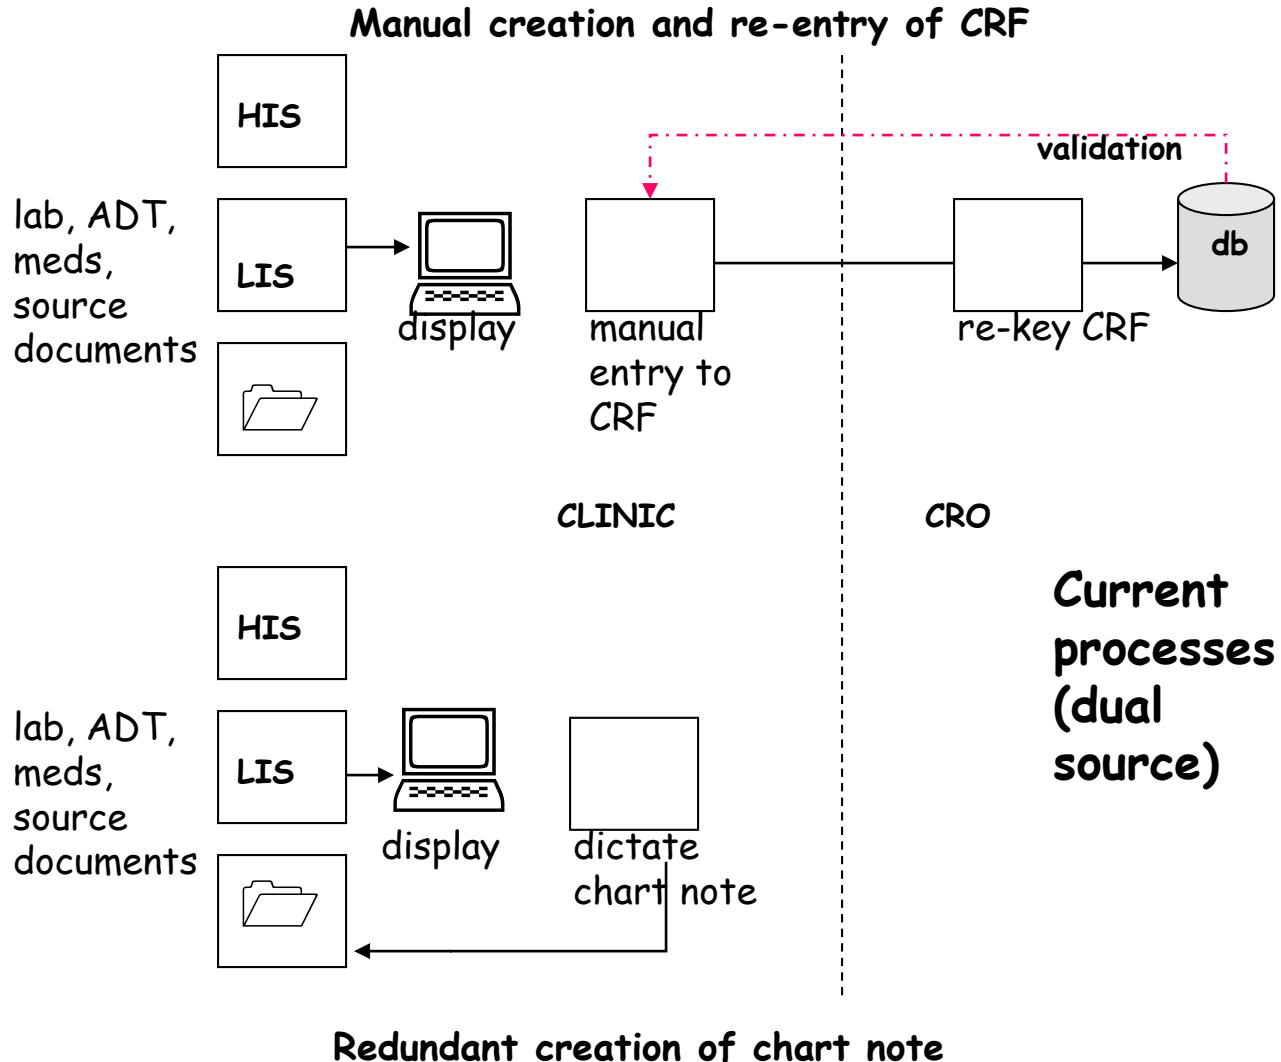 Manual creation and re-entry of CRF
HIS
validation
lab, ADT,
meds,
source
documents
LIS
db
display
manual
entry to
CRF
re-key CRF
CLINIC
CRO
HIS
Current
processes
(dual
source)
lab, ADT,
meds,
source
documents
LIS
display
dictate
chart note
Redundant creation of chart note